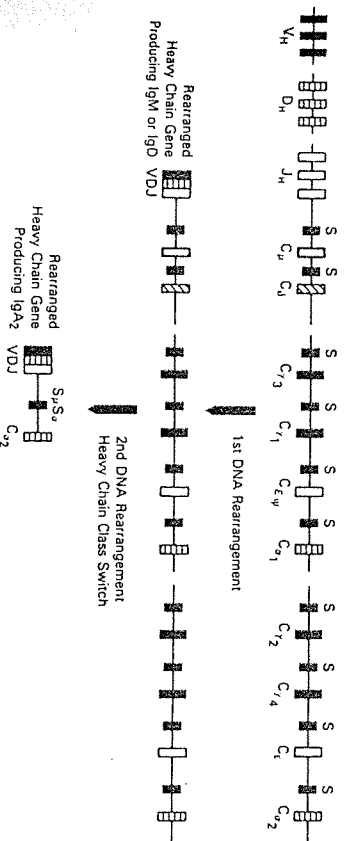 V_H D_H J_H S C_μ S C_μ S C_γ3 S C_γ1 S C_ε,ψ S C_α1 S C_γ2 S C_γ4 S C_ε S C_α2
1st DNA Rearrangement
Rearranged
Heavy Chain Gene
Producing IgM or IgD VDJ
2nd DNA Rearrangement
Heavy Chain Class Switch
Rearranged
Heavy Chain Gene
Producing IgA₂
VDJ S_μS_α C_α2